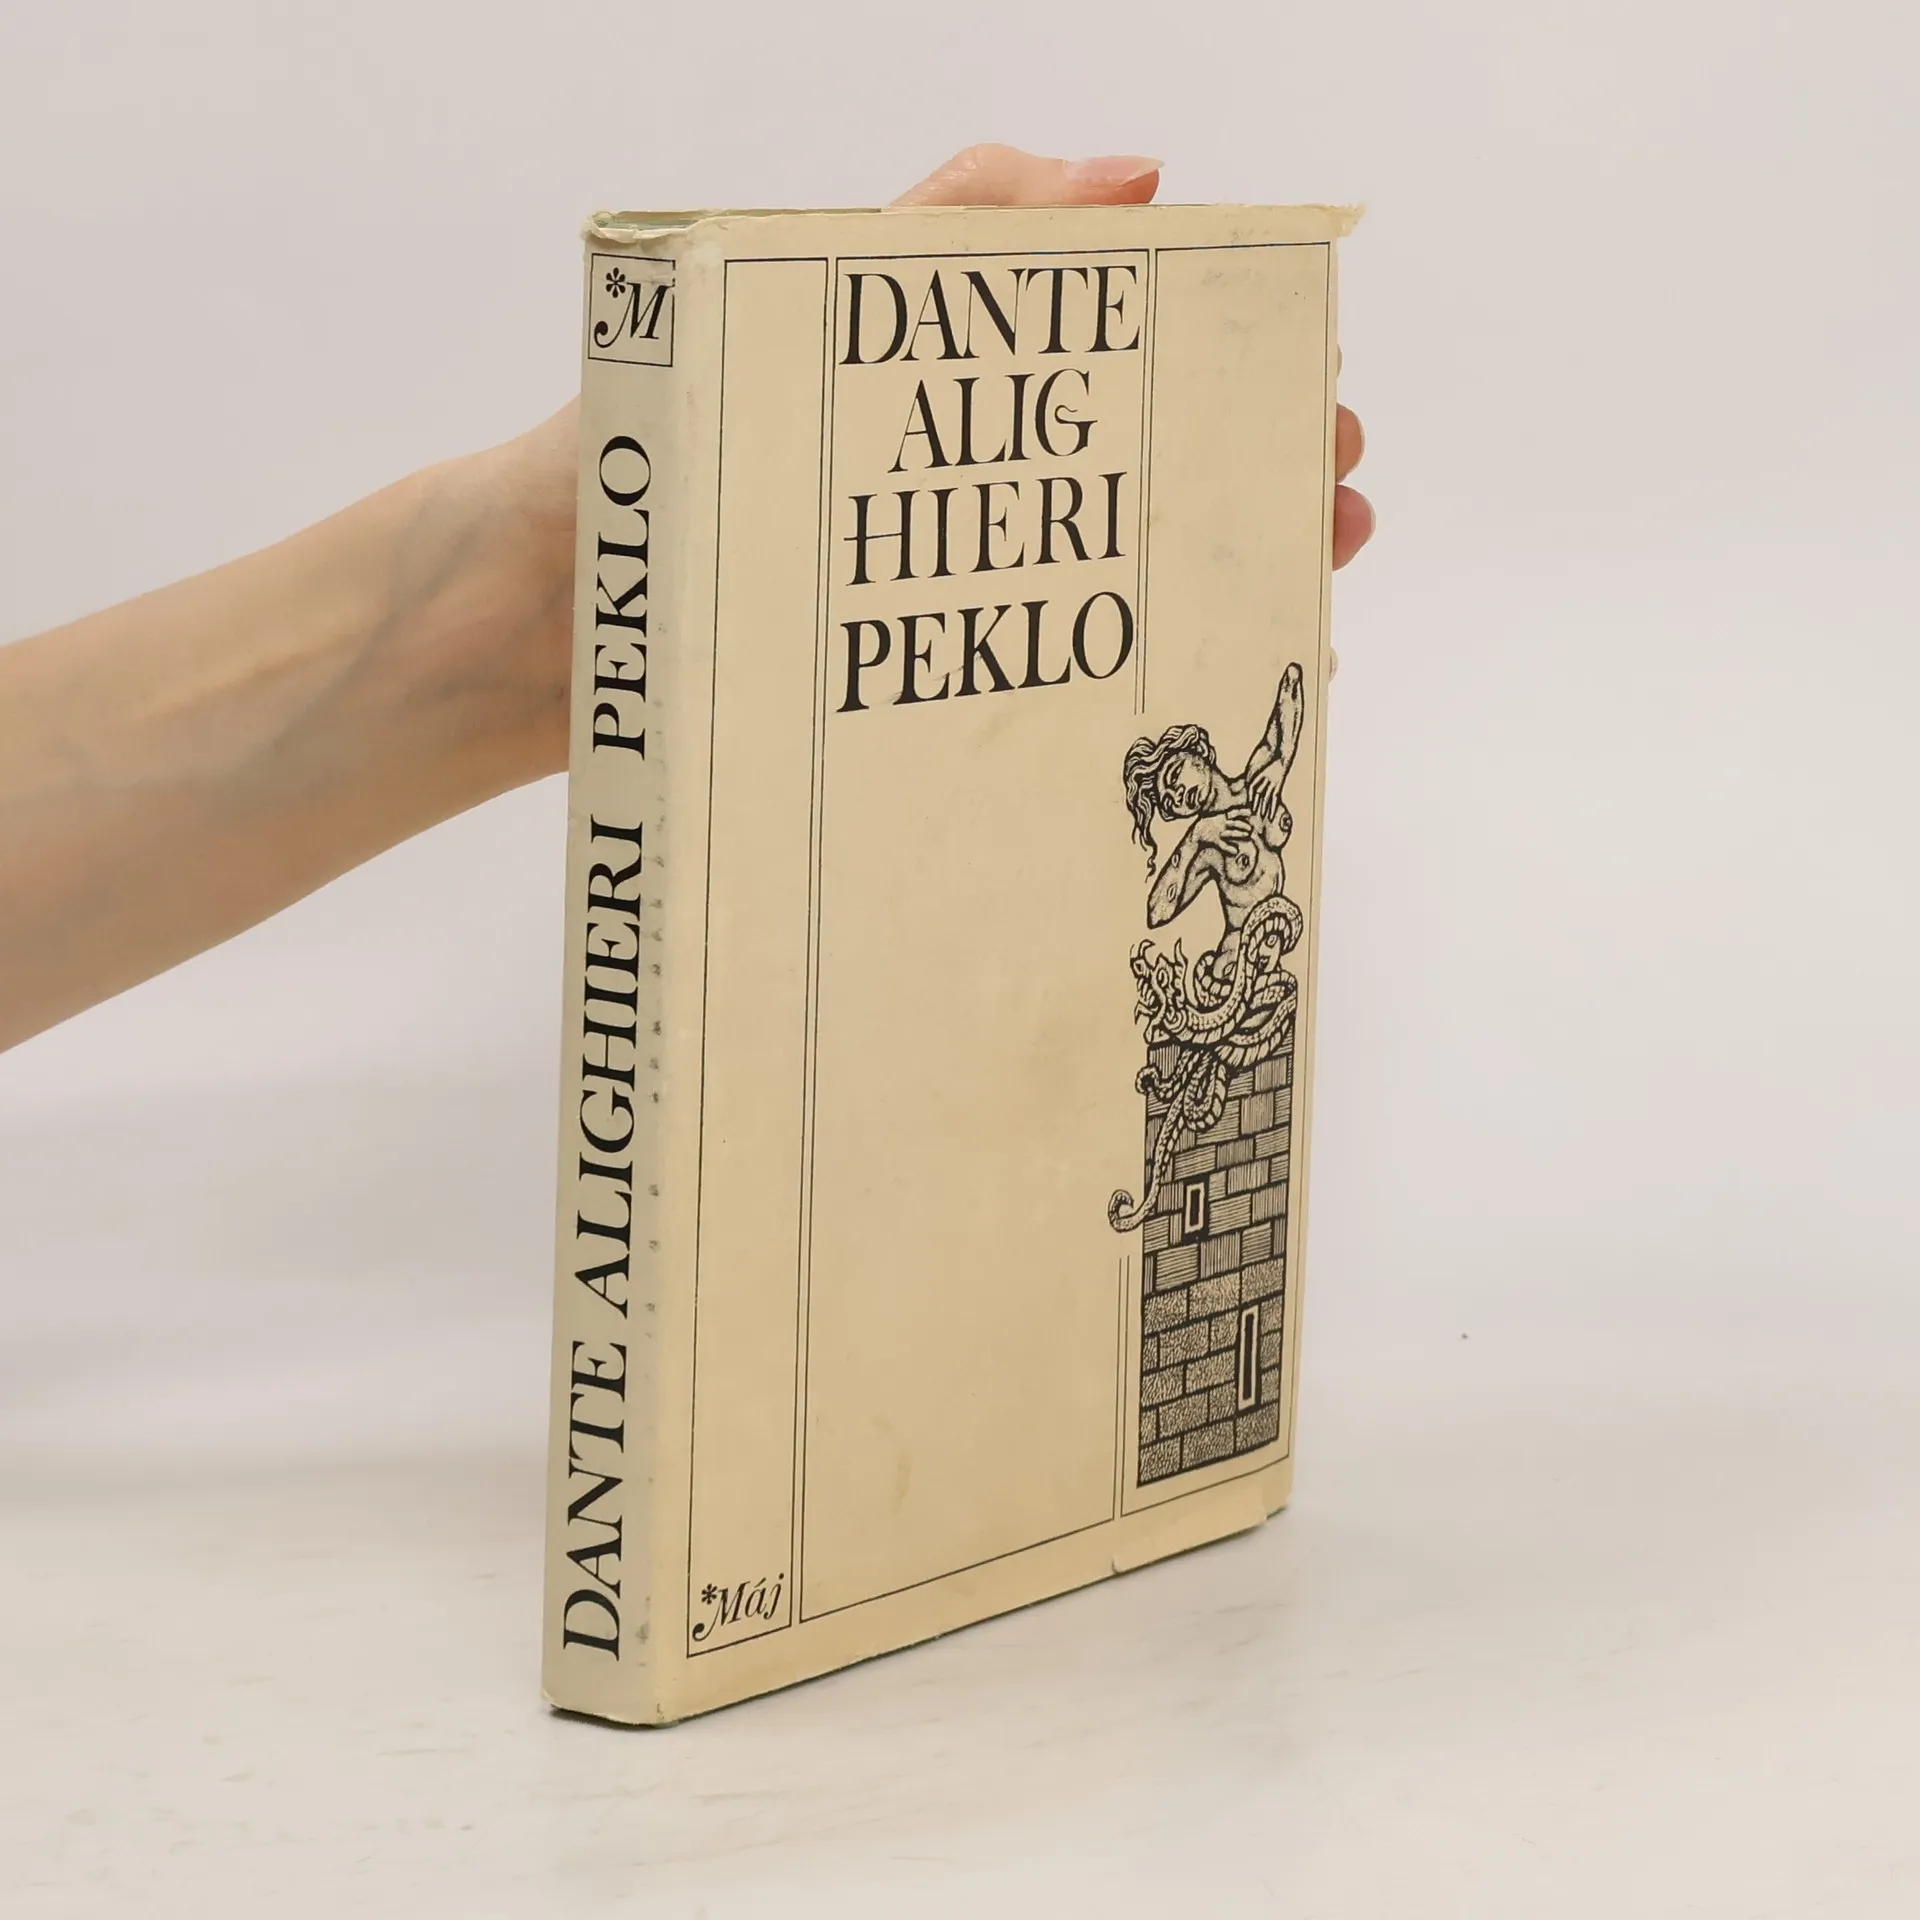 *M
DANTE ALIGHIERI PEKLO
DANTE
ALIG
HIERI
PEKLO
*Máj